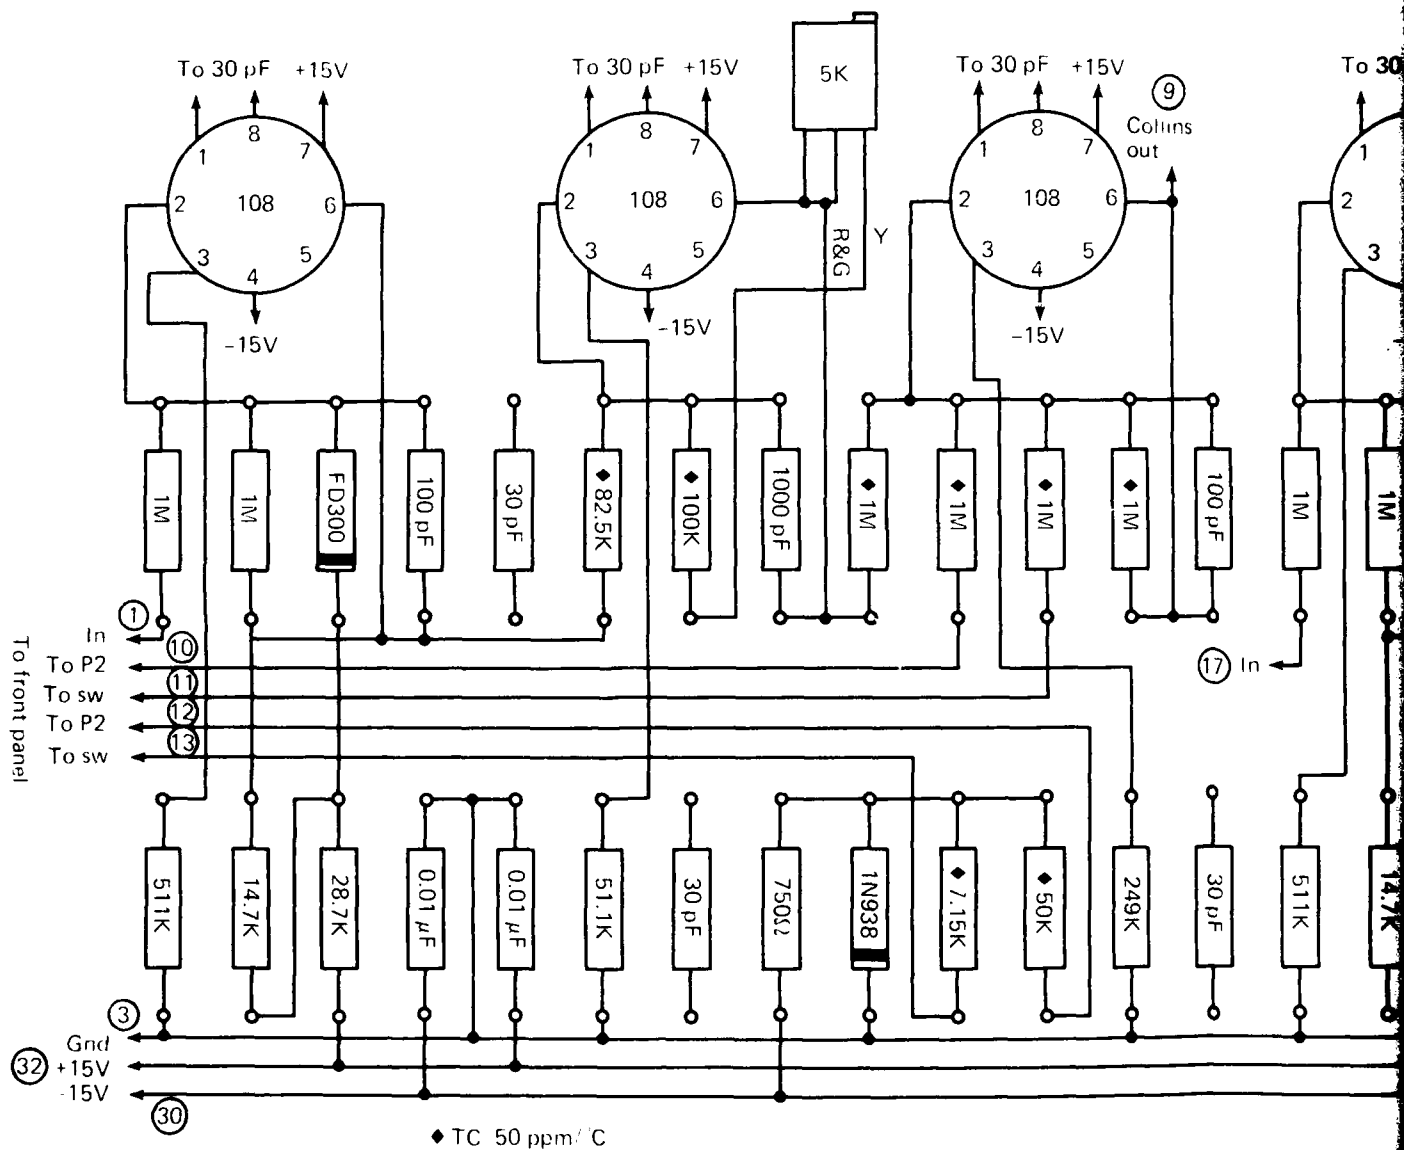 To 30 pF +15V
To 30 pF +15V
5K
To 30 pF +15V
9
Collins
out
To 30
1 8 7
2 108 6
3 4 5
-15V
1 8 7
2 108 6
3 4 5
-15V
R&G
Y
1 8 7
2 108 6
3 4 5
-15V
1
2
3
1M
1M
FD300
100 pF
30 pF
♦ 82.5K
♦ 100K
1000 pF
♦ 1M
♦ 1M
♦ 1M
♦ 1M
100 pF
1M
1M
To front panel
1
In
10
To P2
11
To sw
12
To P2
13
To sw
17 In
511K
14.7K
28.7K
0.01 μF
0.01 μF
51.1K
30 pF
750Ω
1N938
♦ 7.15K
♦ 50K
249K
30 pF
511K
14.7K
3
Gnd
32 +15V
-15V
30
♦ TC 50 ppm/°C